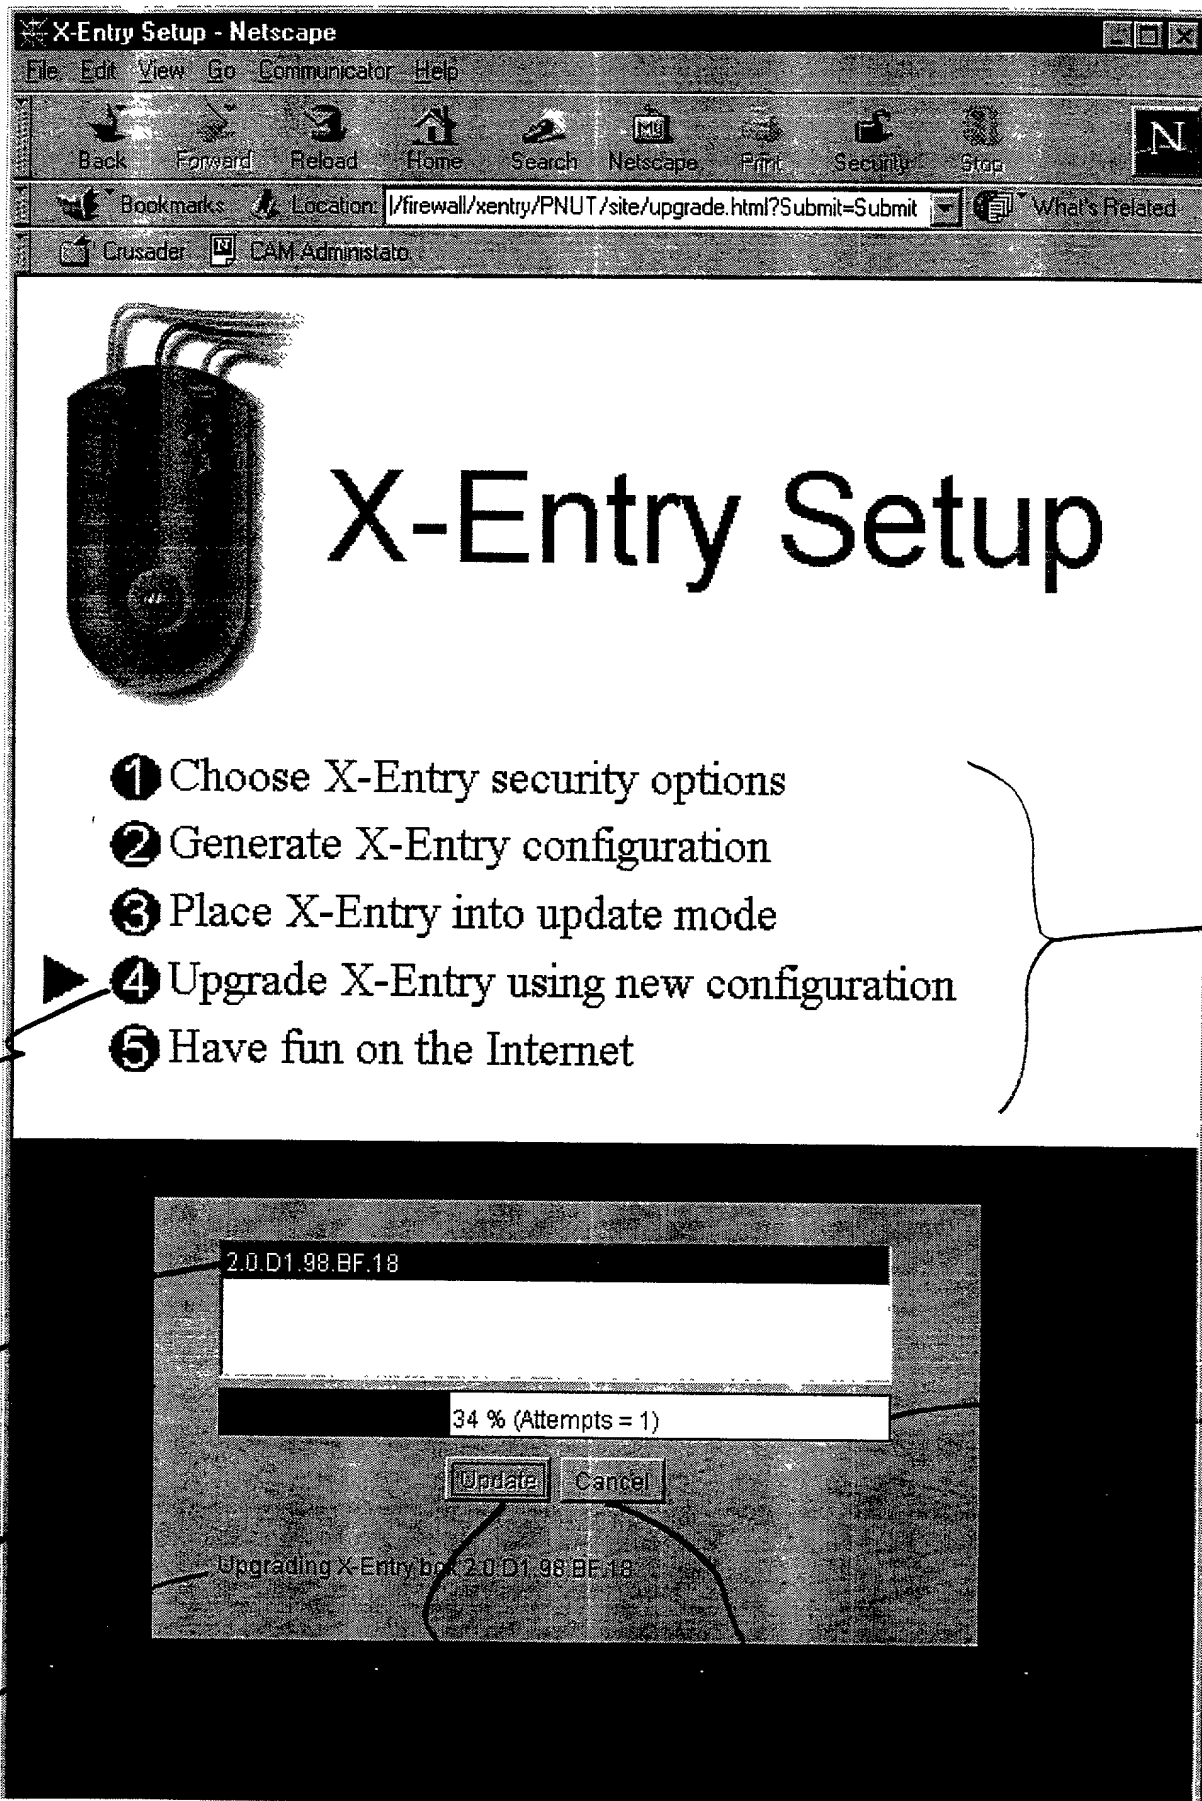 X-Entry Setup - Netscape
File Edit View Go Communicator Help
Back Forward Reload Home Search Netscape Print Security Stop
My
N
Bookmarks Location: l/firewall/xentry/PNUT/site/upgrade.html?Submit=Submit What's Related
Crusader CAM Administato
X-Entry Setup
1 Choose X-Entry security options
2 Generate X-Entry configuration
3 Place X-Entry into update mode
4 Upgrade X-Entry using new configuration
5 Have fun on the Internet
2.0.D1.98.BF.18
34 % (Attempts = 1)
Update Cancel
Upgrading X-Entry box 2.0.D1.98.BF.18